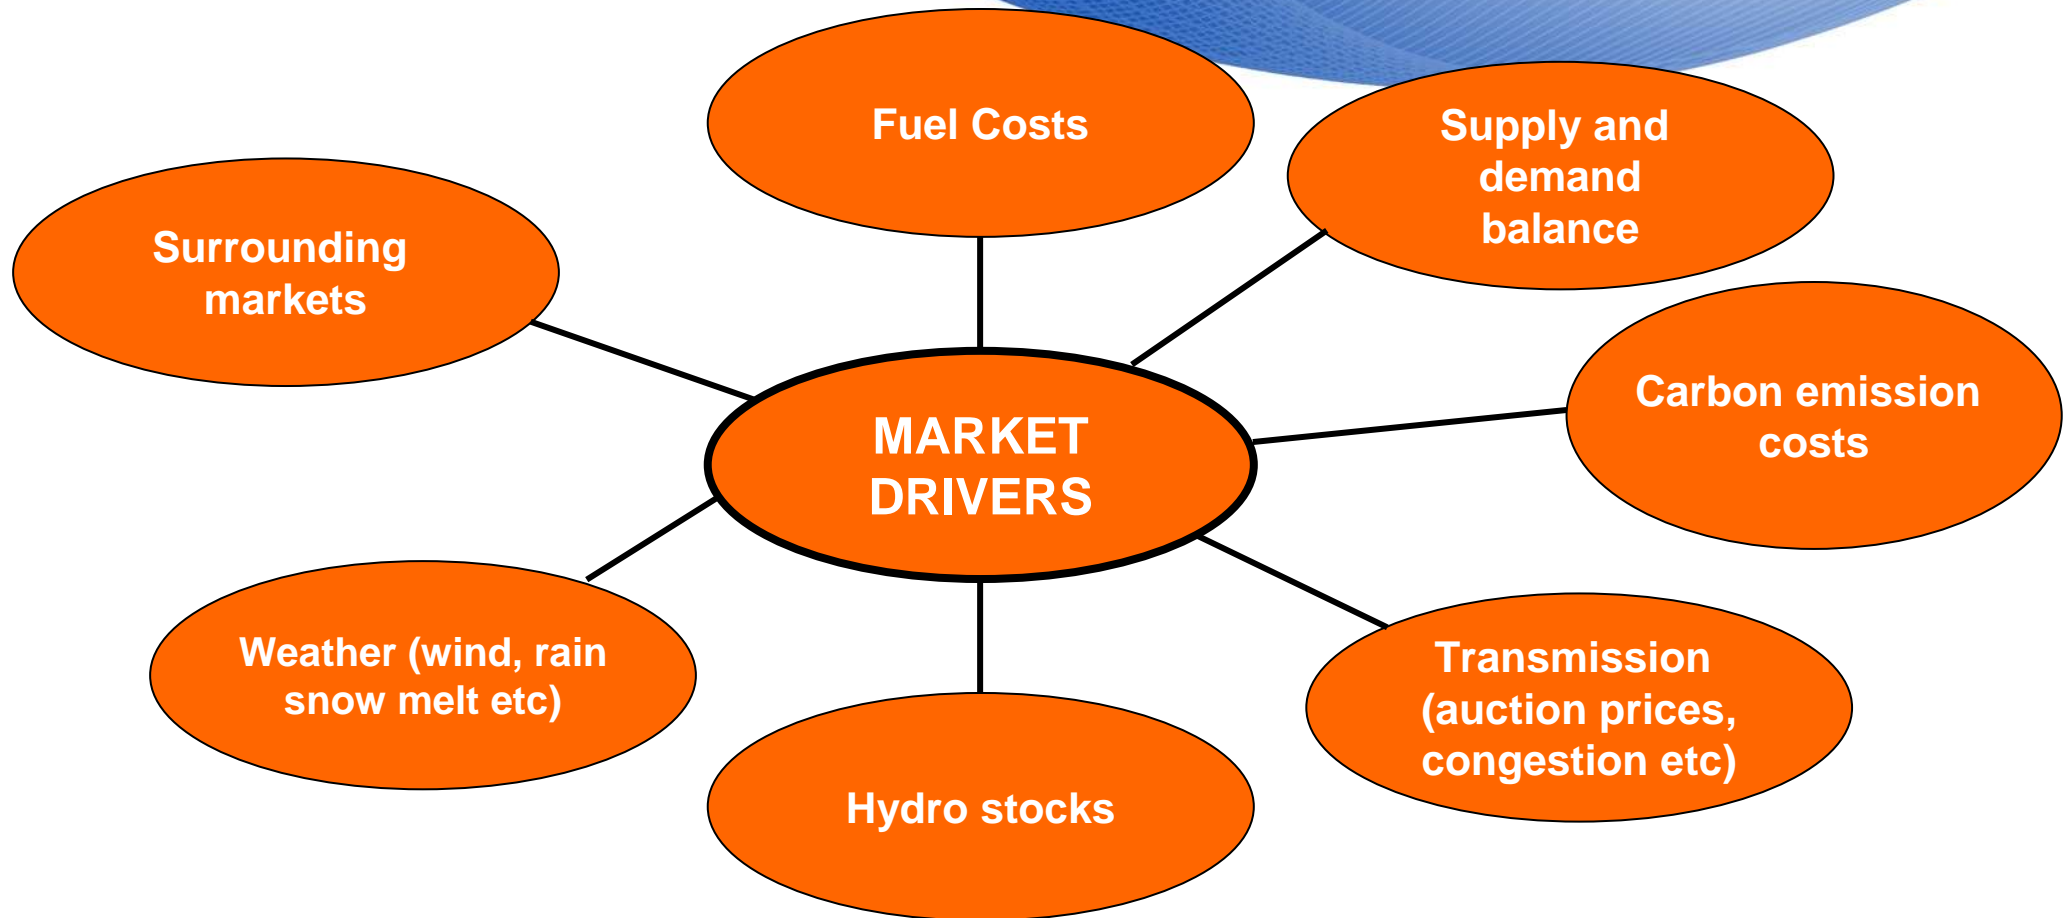 Fuel Costs
Supply and
demand
balance
Surrounding
markets
Carbon emission
costs
MARKET
DRIVERS
Weather (wind, rain
snow melt etc)
Transmission
(auction prices,
congestion etc)
Hydro stocks